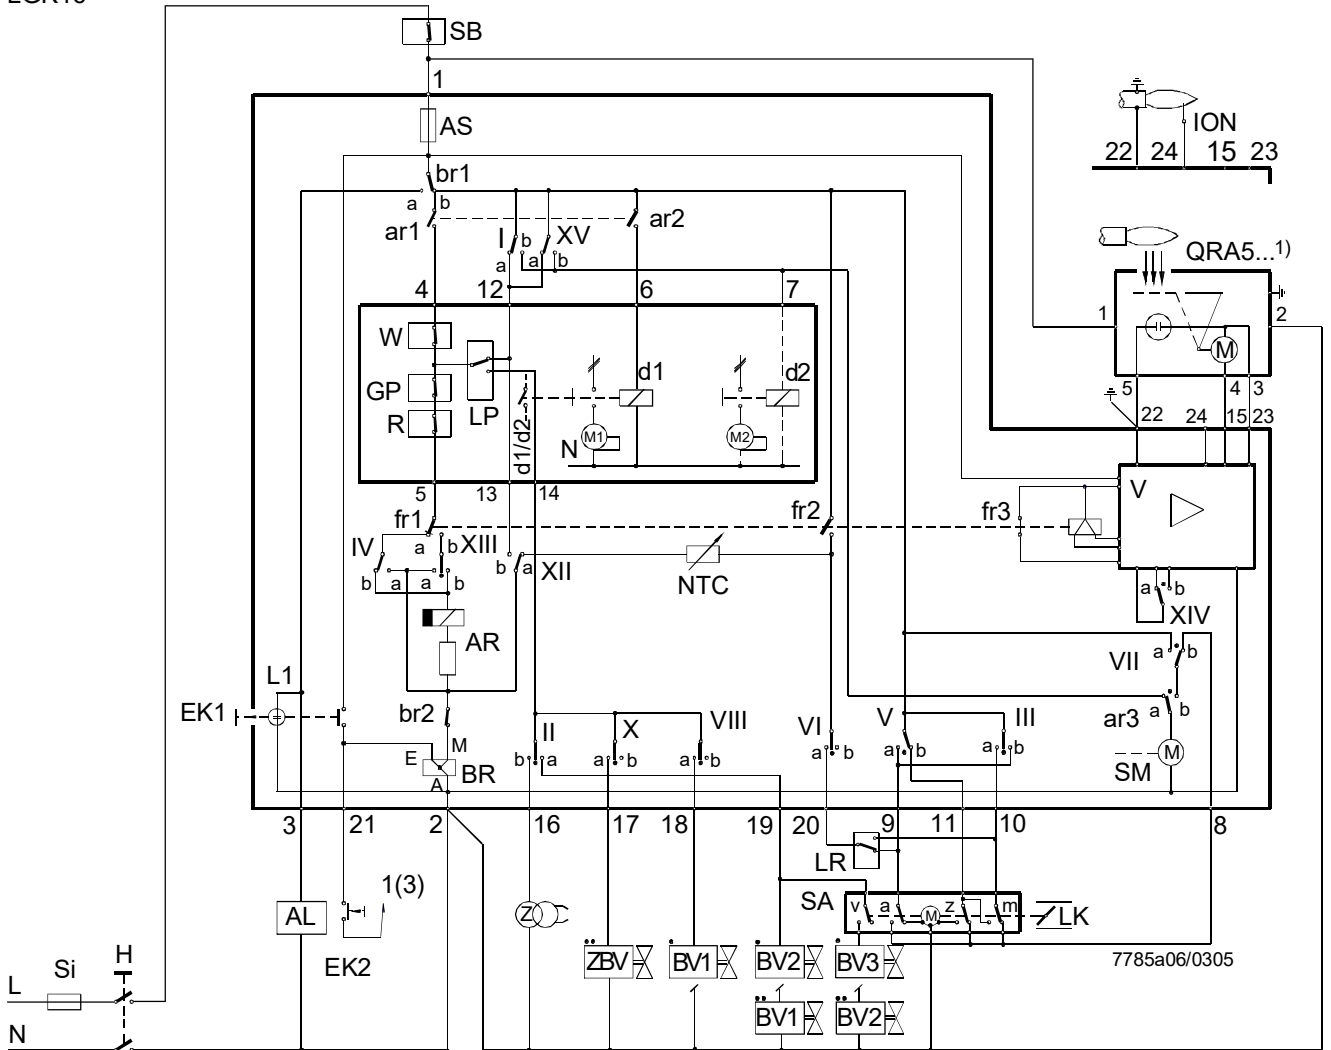 SB
1
AS
ION
22 24 15 23
br1
a b
ar1
ar2
I b XV
a a b
QRA5...1)
4 12 6 7
1 2
W
M
GP
LP
d1
d2
5 4 3
R
N
M1
M2
d1/d2
22 24 15 23
5 13 14
V
fr1
fr2
fr3
IV a b XIII
b a a b
b a XII
NTC
a b
XIV
AR
VII a b
L1
EK1
br2
ar3 a b
II X VIII
VI V III
M
E
BR
A
b a
a b
a b
a b
a b
a b
SM M
3 21 2 16 17 18 19 20 9 11 10 8
LR
1(3)
SA
v a M z m
LK
AL
Z
EK2
ZBV
BV1
BV2
BV3
7785a06/0305
Si
H
L
BV1
BV2
N